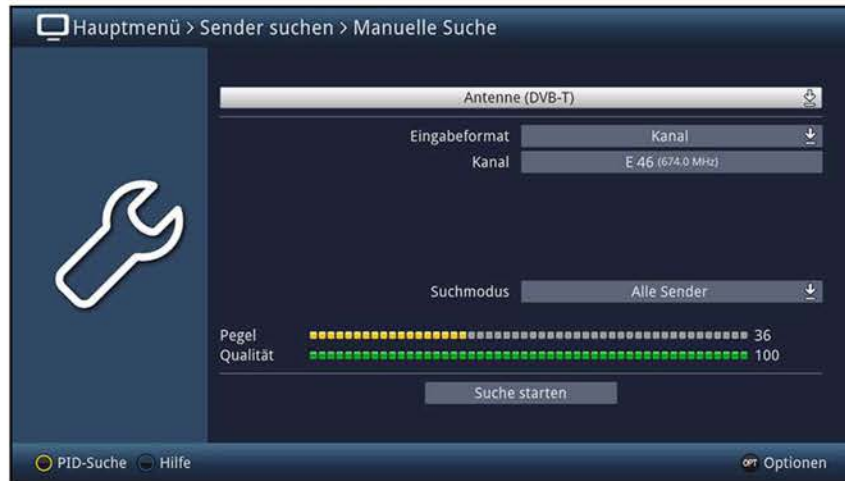 Hauptmenü > Sender suchen > Manuelle Suche
Antenne (DVB-T)
Eingabeformat Kanal
Kanal E 46 (674.0 MHz)
Suchmodus Alle Sender
Pegel 36
Qualität 100
Suche starten
PID-Suche Hilfe OPT Optionen